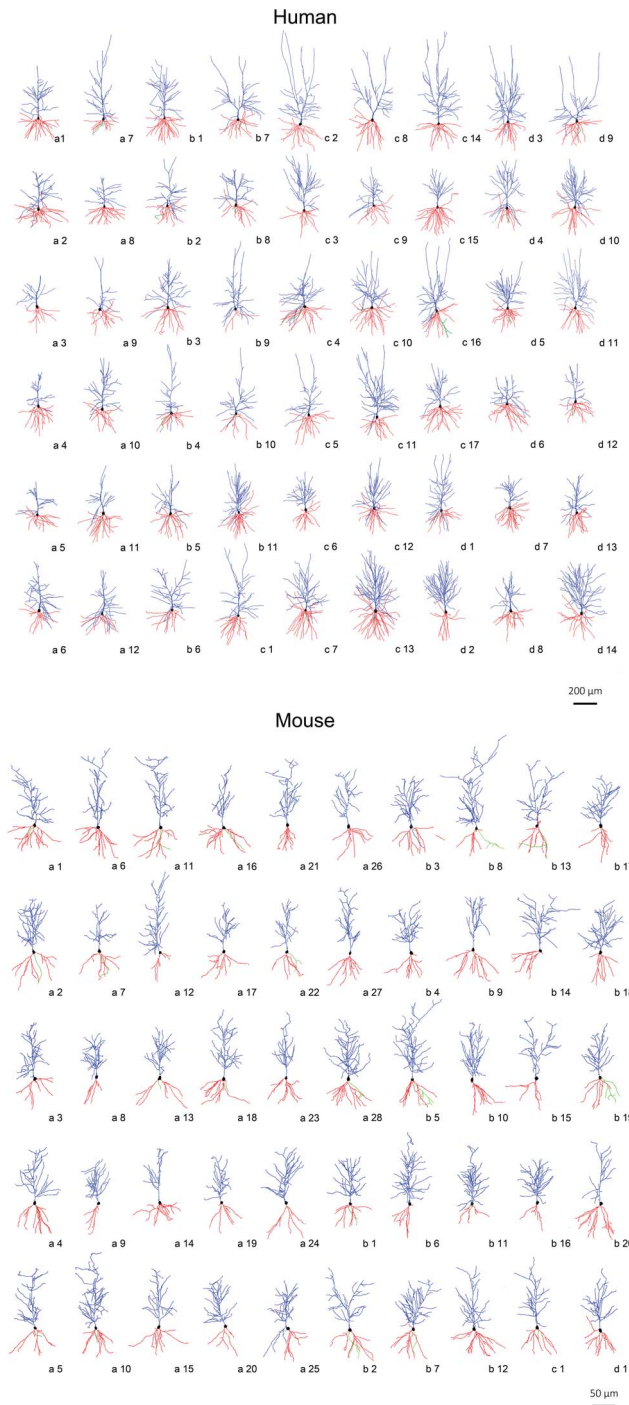 Human
a1 a 7 b 1 b 7 c 2 c 8 c 14 d 3 d 9
a 2 a 8 b 2 b 8 c 3 c 9 c 15 d 4 d 10
a 3 a 9 b 3 b 9 c 4 c 10 c 16 d 5 d 11
a 4 a 10 b 4 b 10 c 5 c 11 c 17 d 6 d 12
a 5 a 11 b 5 b 11 c 6 c 12 d 1 d 7 d 13
a 6 a 12 b 6 c 1 c 7 c 13 d 2 d 8 d 14
200 µm
Mouse
a 1 a 6 a 11 a 16 a 21 a 26 b 3 b 8 b 13
a 2 a 7 a 12 a 17 a 22 a 27 b 4 b 9 b 14
a 3 a 8 a 13 a 18 a 23 a 28 b 5 b 10 b 15
a 4 a 9 a 14 a 19 a 24 b 1 b 6 b 11 b 16
a 5 a 10 a 15 a 20 a 25 b 2 b 7 b 12 c 1 d 1
50 µm